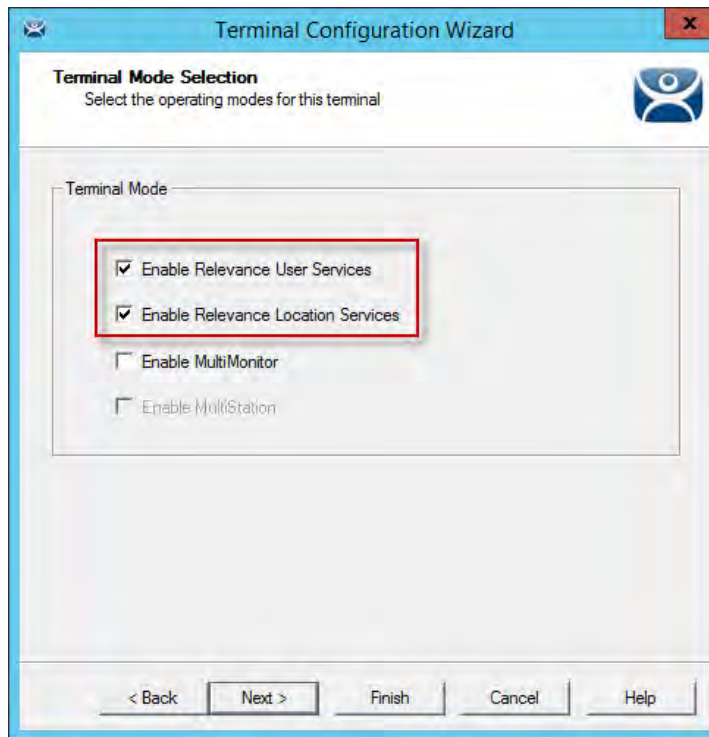 Terminal Configuration Wizard
x
Terminal Mode Selection
Select the operating modes for this terminal
Terminal Mode
Enable Relevance User Services
Enable Relevance Location Services
Enable MultiMonitor
Enable MultiStation
< Back Next > Finish Cancel Help